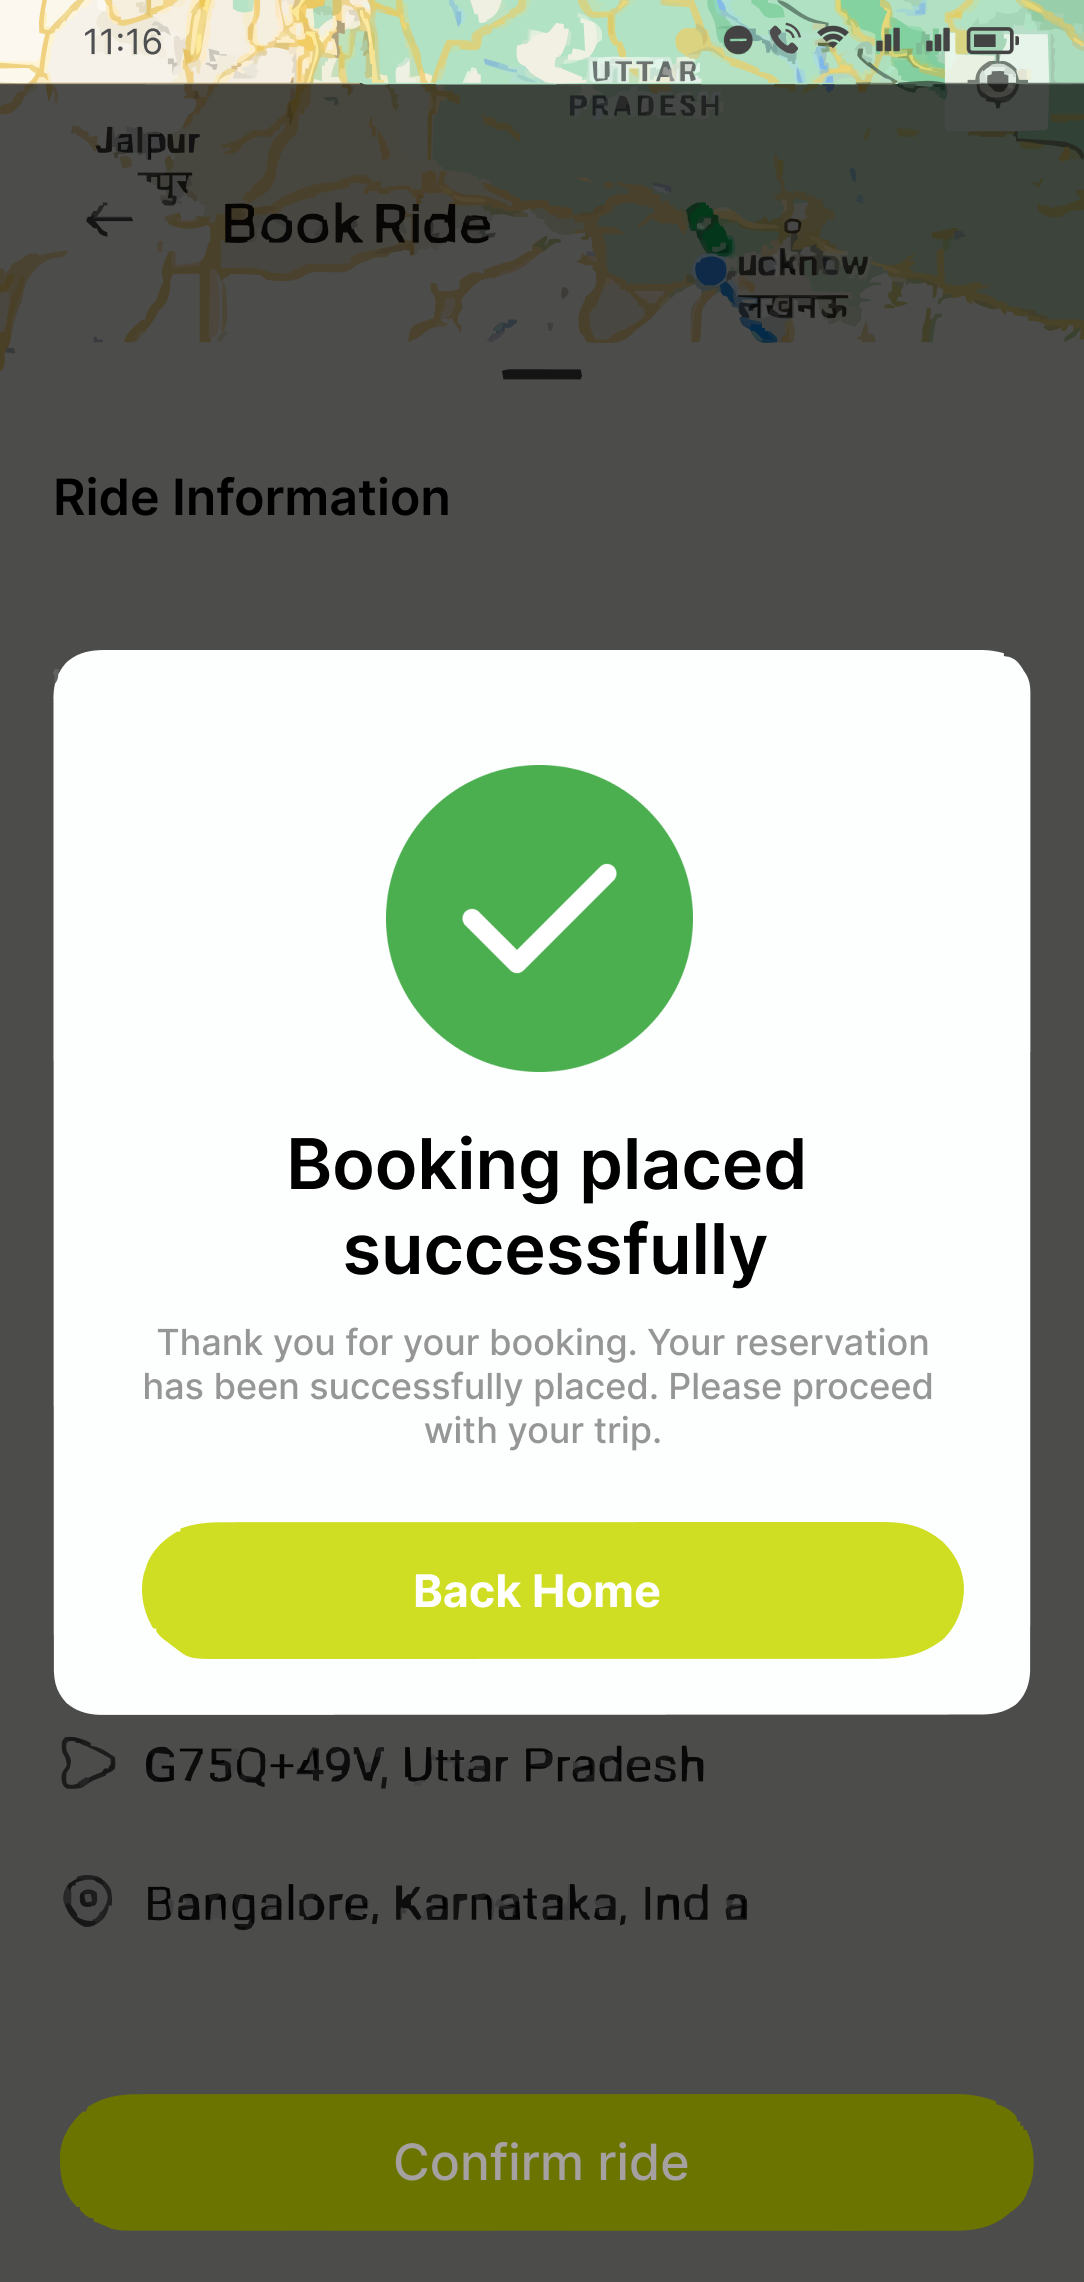 11:16
UTTAR
PRADESH
Jaipur
Book Ride
ucknow
लखनऊ
Ride Information
Booking placed
successfully
Thank you for your booking. Your reservation
has been successfully placed. Please proceed
with your trip.
Back Home
G75Q+49V, Uttar Pradesh
Bangalore, Karnataka, Ind a
Confirm ride